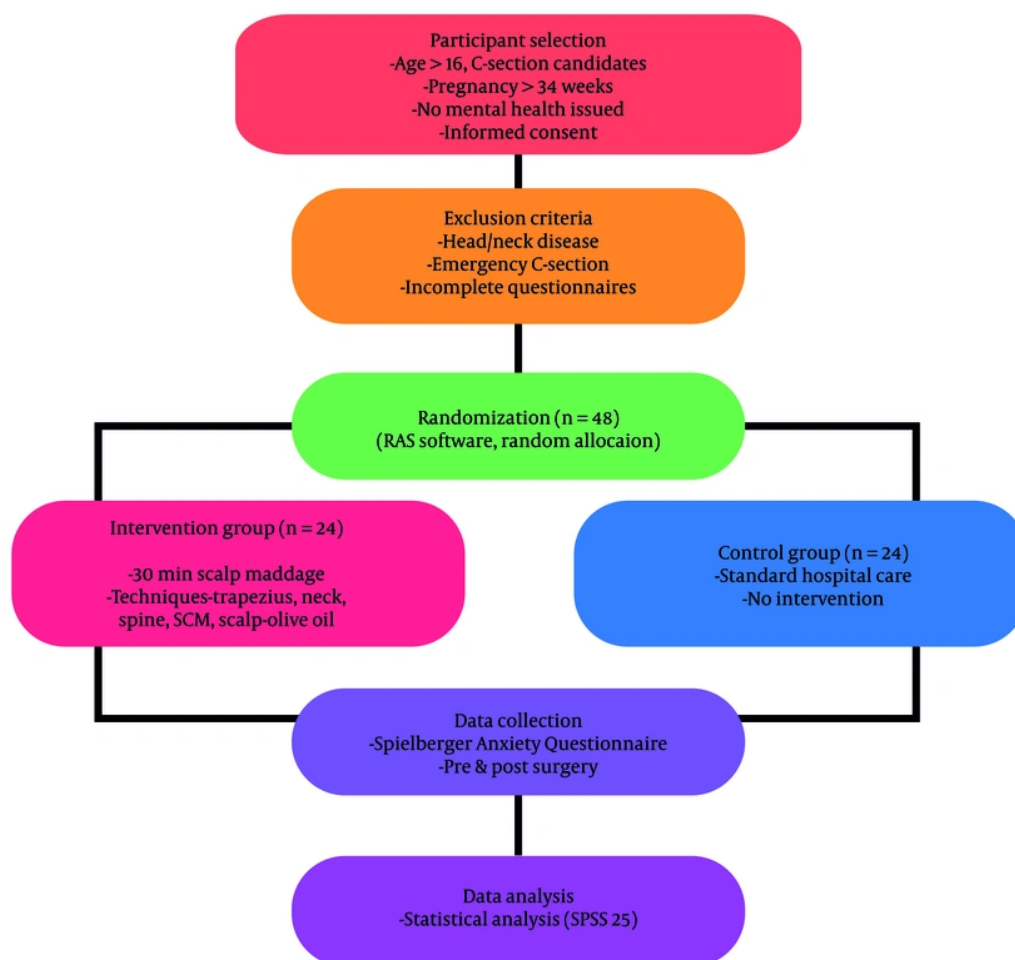 Participant selection
-Age > 16, C-section candidates
-Pregnancy > 34 weeks
-No mental health issued
-Informed consent
Exclusion criteria
-Head/neck disease
-Emergency C-section
-Incomplete questionnaires
Randomization (n = 48)
(RAS software, random allocaion)
Intervention group (n = 24)
-30 min scalp maddage
-Techniques-trapezius, neck,
spine, SCM, scalp-olive oil
Control group (n = 24)
-Standard hospital care
-No intervention
Data collection
-Spielberger Anxiety Questionnaire
-Pre & post surgery
Data analysis
-Statistical analysis (SPSS 25)